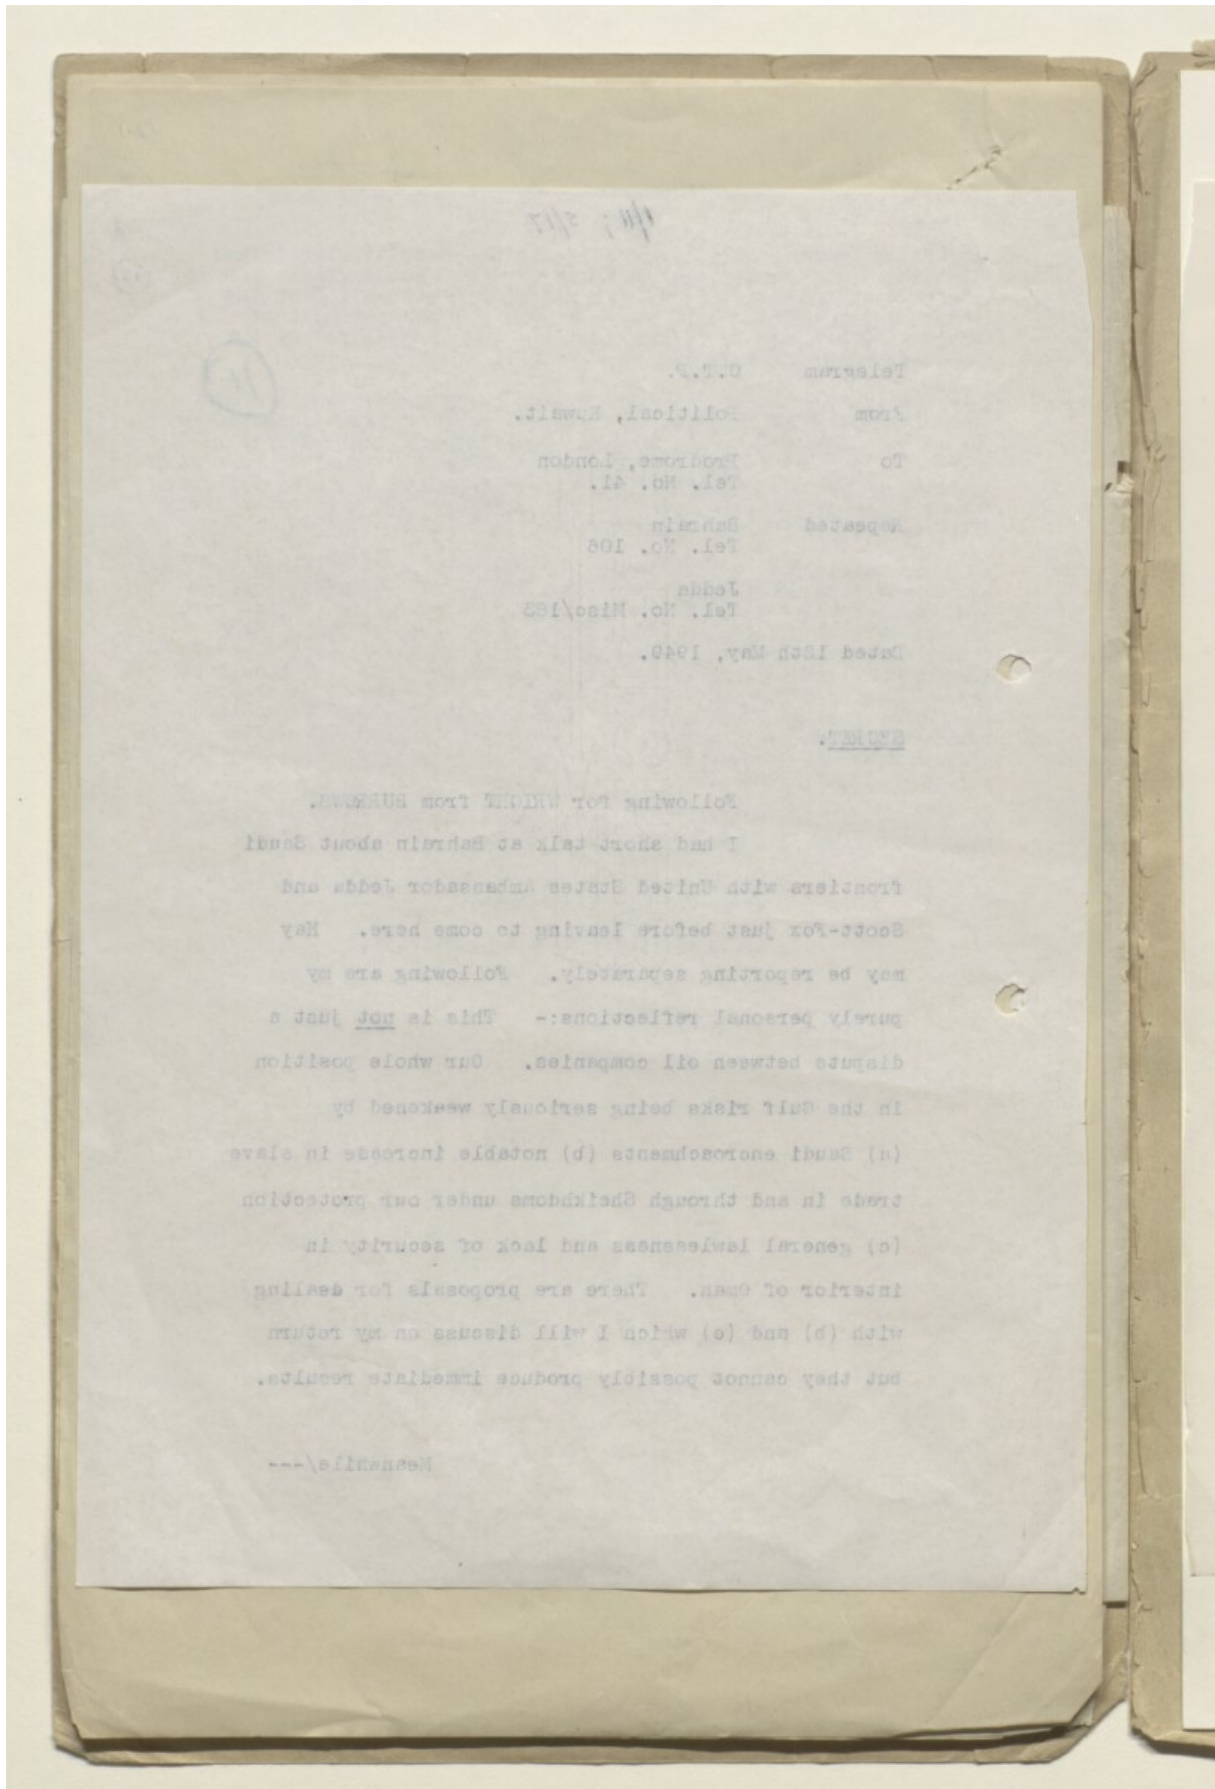 Telegram O.T.P.
From Political, Kuwait.
To Prodrome, London
Tel. No. 41.
Repeated Bahrain
Tel. No. 106
Jedda
Tel. No. Misc/183
Dated 18th May, 1949.
SECRET.
Following for WRIGHT from BURROWS.
I had short talk at Bahrain about Saudi
frontiers with United States Ambassador Jedda and
Scott-Fox just before leaving to come here. Hay
may be reporting separately. Following are my
purely personal reflections:- This is not just a
dispute between oil companies. Our whole position
in the Gulf risks being seriously weakened by
(a) Saudi encroachments (b) notable increase in slave
trade in and through Sheikhdoms under our protection
(c) general lawlessness and lack of security in
interior of Oman. There are proposals for dealing
with (b) and (c) which I will discuss on my return
but they cannot possibly produce immediate results.
Meanwhile/---